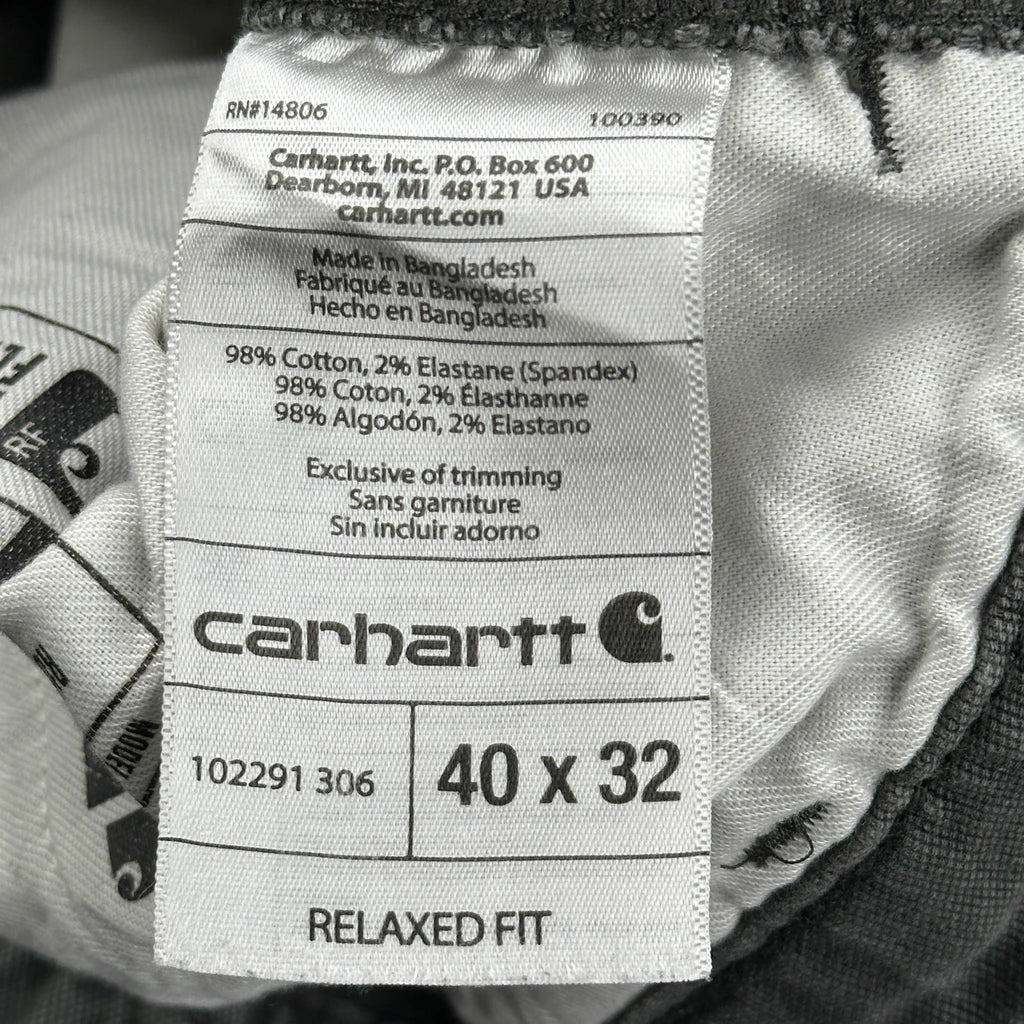 RN#14806 100390
Carhartt, Inc. P.O. Box 600
Dearborn, MI 48121 USA
carhartt.com
Made in Bangladesh
Fabriqué au Bangladesh
Hecho en Bangladesh
98% Cotton, 2% Elastane (Spandex)
98% Coton, 2% Élasthanne
98% Algodón, 2% Elastano
Exclusive of trimming
Sans garniture
Sin incluir adorno
carhartt
102291 306 40 x 32
RELAXED FIT
RF